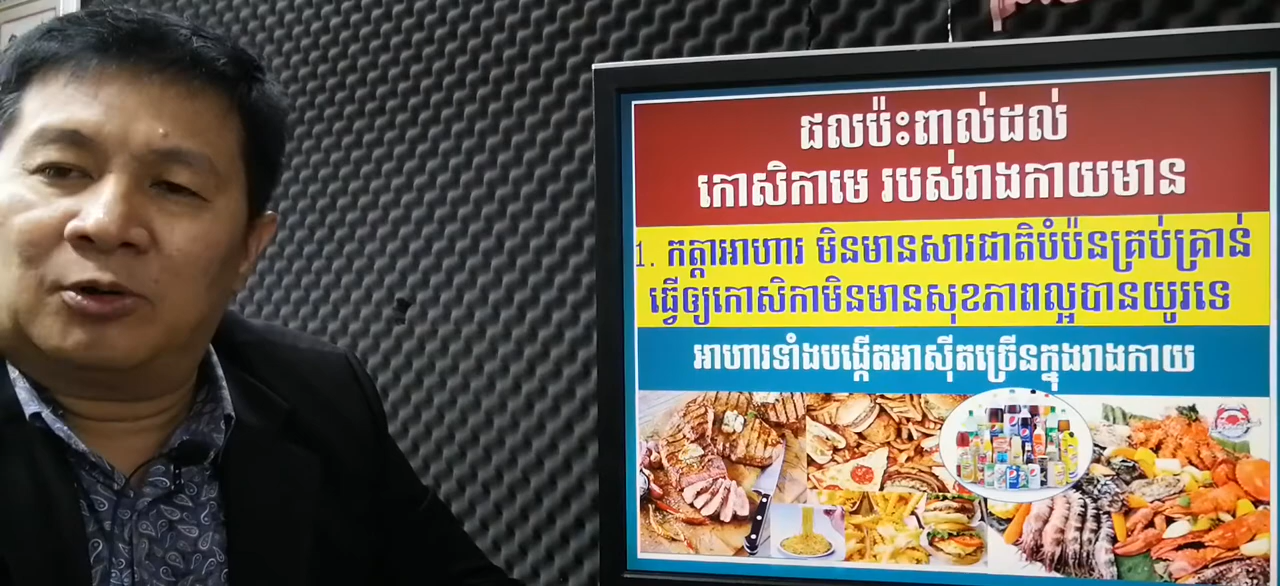 ផលប៉ះពាល់ដល់
កោសិកាមេ របស់រាងកាយមាន
1. កត្តាអាហារ មិនមានសារជាតិបំប៉នគ្រប់គ្រាន់
ធ្វើឲ្យកោសិកាមិនមានសុខភាពល្អបានយូរទេ
អាហារទាំងបង្កើតអាស៊ីតច្រើនក្នុងរាងកាយ